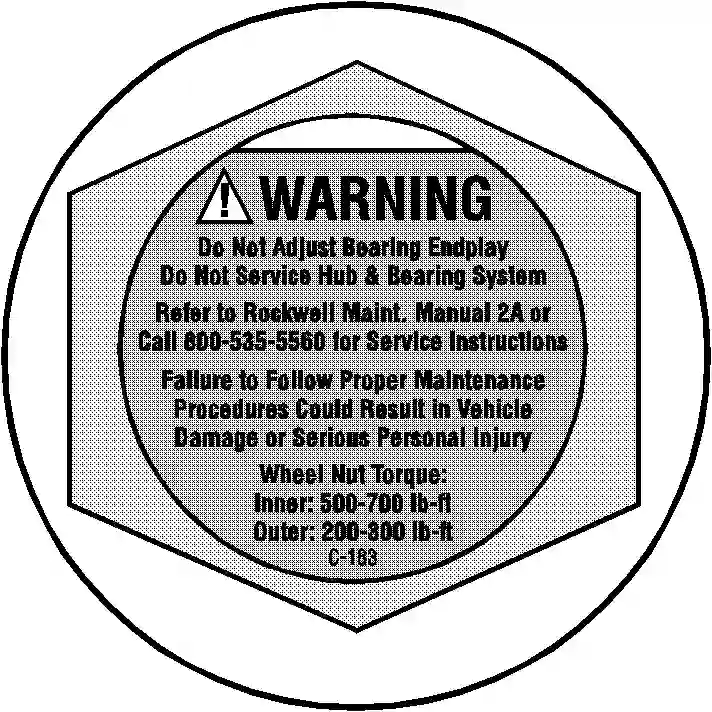 WARNING
Do Not Adjust Bearing Endplay
Do Not Service Hub & Bearing System
Refer to Rockwell Maint. Manual 2A or
Call 800-535-5560 for Service Instructions
Failure to Follow Proper Maintenance
Procedures Could Result in Vehicle
Damage or Serious Personal Injury
Wheel Nut Torque:
Inner: 500-700 lb-ft
Outer: 200-300 lb-ft
C-183